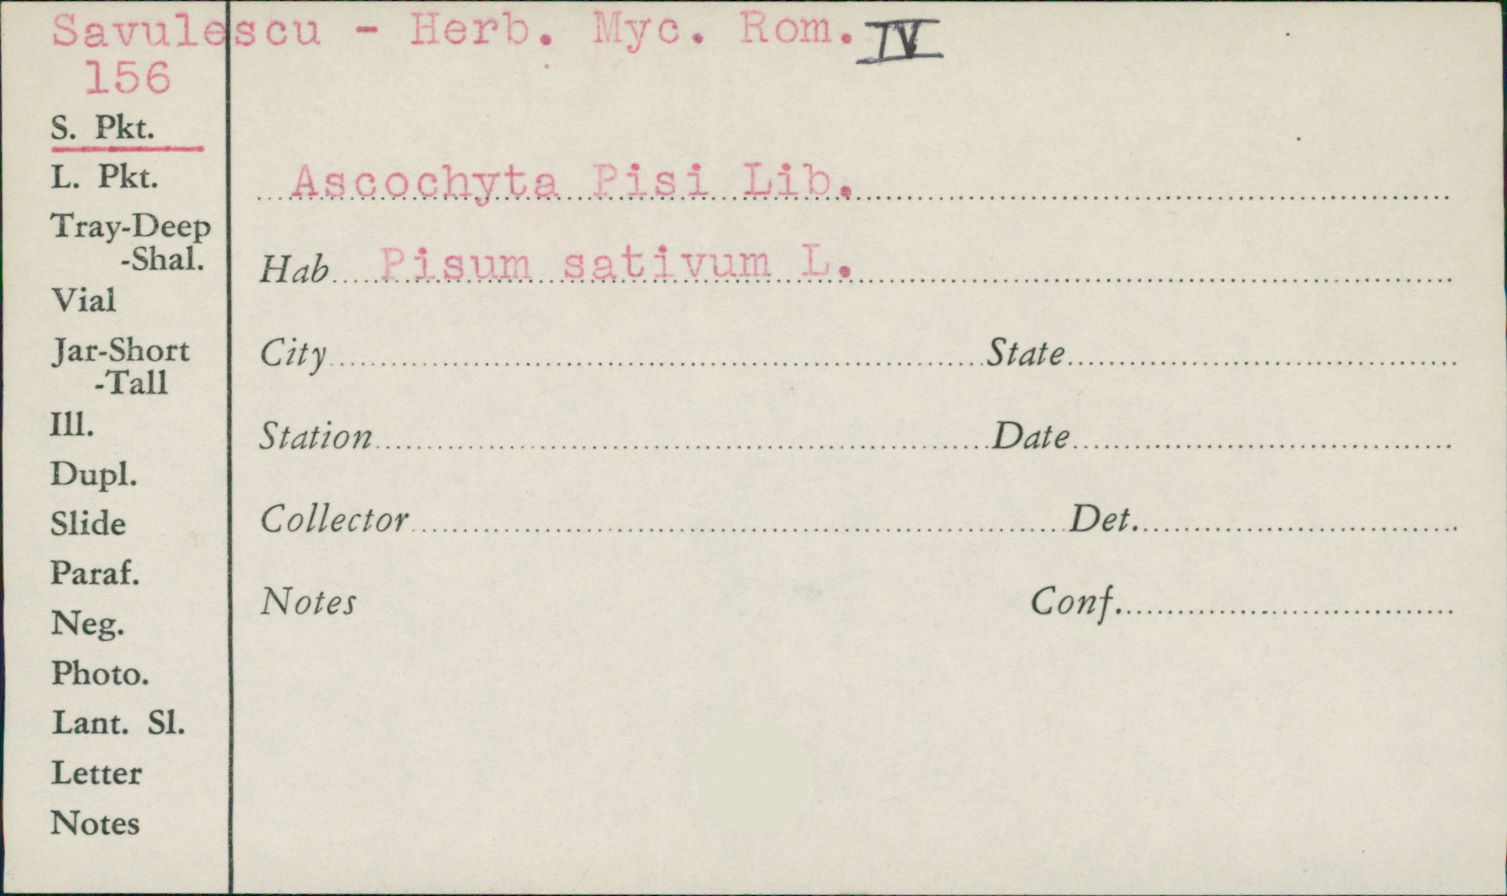 Savulescu - Herb. Myc. Rom. IV
156
S. Pkt.
L. Pkt.
Ascochyta Pisi Lib.
Tray-Deep
-Shal.
Hab Pisum sativum L.
Vial
Jar-Short
-Tall
City State
Ill.
Station Date
Dupl.
Slide
Collector Det.
Paraf.
Neg.
Notes Conf.
Photo.
Lant. Sl.
Letter
Notes